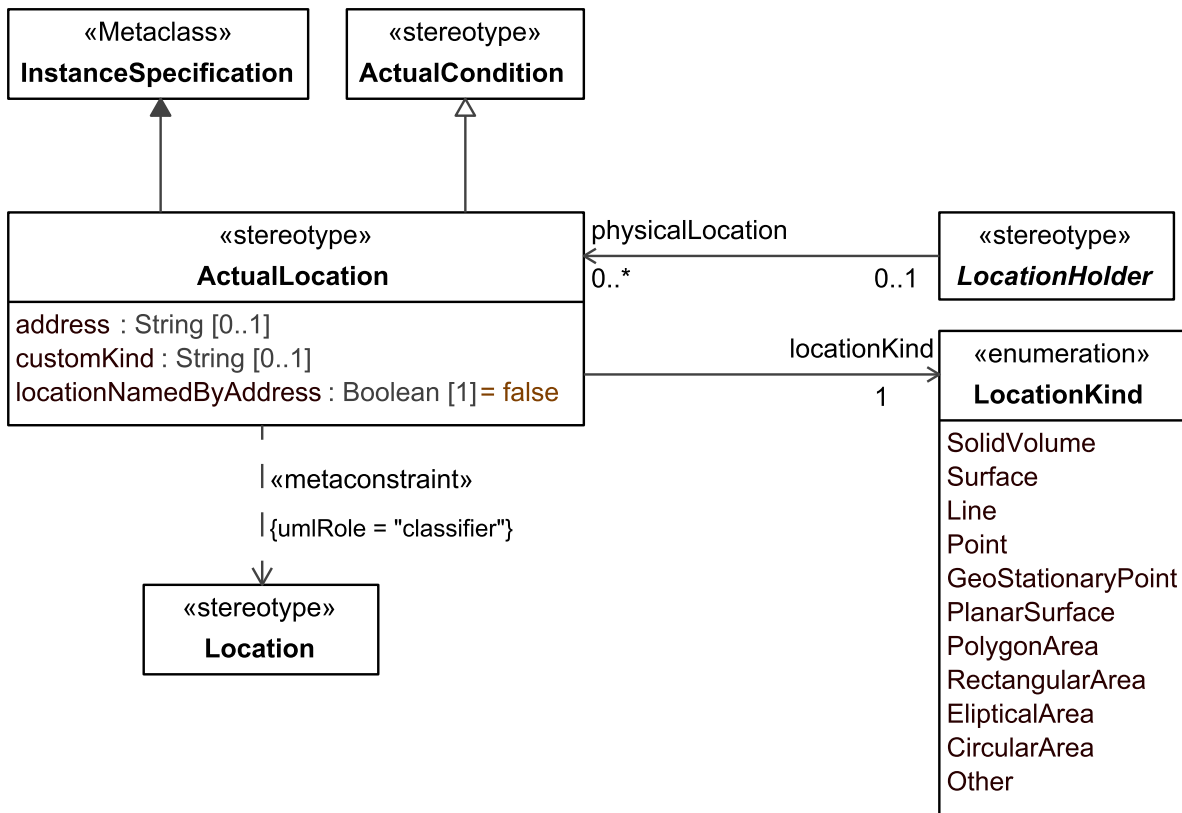 «Metaclass»
InstanceSpecification
«stereotype»
ActualCondition
«stereotype»
ActualLocation
address : String [0..1]
customKind : String [0..1]
locationNamedByAddress : Boolean [1] = false
physicalLocation
0..*
0..1
«stereotype»
LocationHolder
locationKind
1
«enumeration»
LocationKind
SolidVolume
Surface
Line
Point
GeoStationaryPoint
PlanarSurface
PolygonArea
RectangularArea
ElipticalArea
CircularArea
Other
«metaconstraint»
{umlRole = "classifier"}
«stereotype»
Location